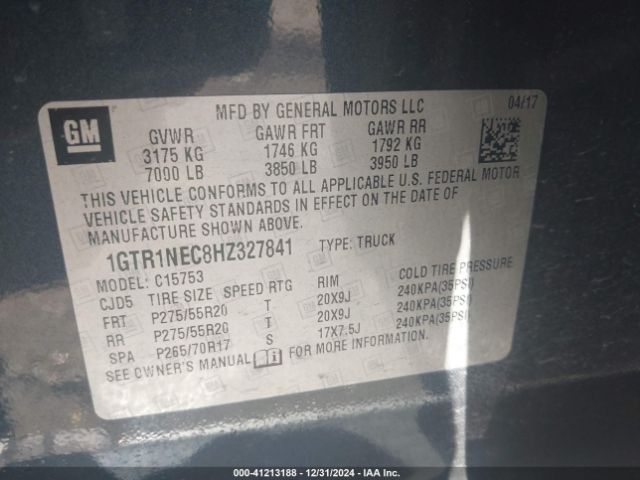 GM
MFD BY GENERAL MOTORS LLC 04/17
GVWR GAWR FRT GAWR RR
3175 KG 1746 KG 1792 KG
7000 LB 3850 LB 3950 LB
THIS VEHICLE CONFORMS TO ALL APPLICABLE U.S. FEDERAL MOTOR
VEHICLE SAFETY STANDARDS IN EFFECT ON THE DATE OF
MANUFACTURE SHOWN ABOVE.
1GTR1NEC8HZ327841 TYPE: TRUCK
MODEL: C15753
CJD5 TIRE SIZE SPEED RTG RIM COLD TIRE PRESSURE
FRT P275/55R20 T 20X9J 240KPA(35PSI)
RR P275/55R20 T 20X9J 240KPA(35PSI)
SPA P265/70R17 S 17X7.5J 240KPA(35PSI)
SEE OWNER'S MANUAL FOR MORE INFORMATION.
000-41213188 - 12/31/2024 - IAA Inc.